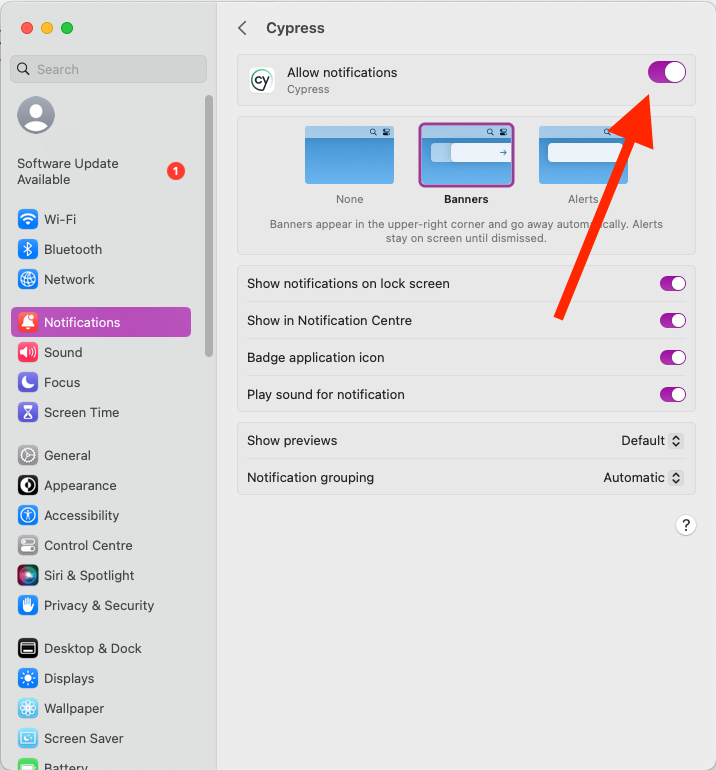 Cypress
Search
Allow notifications
cy
Cypress
Software Update
Available
1
None
Banners
Alerts
Banners appear in the upper-right corner and go away automatically. Alerts
stay on screen until dismissed.
Wi-Fi
Bluetooth
Network
Notifications
Sound
Focus
Screen Time
General
Appearance
Accessibility
Control Centre
Siri & Spotlight
Privacy & Security
Desktop & Dock
Displays
Wallpaper
Screen Saver
Battery
Show notifications on lock screen
Show in Notification Centre
Badge application icon
Play sound for notification
Show previews
Default
Notification grouping
Automatic
?